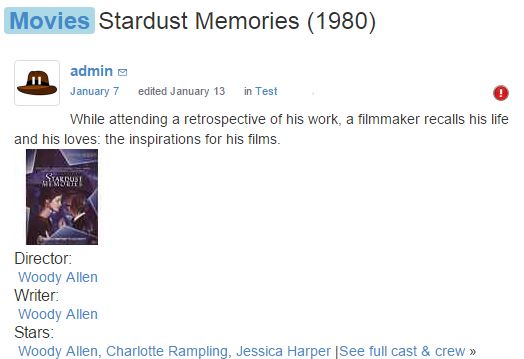 Movies Stardust Memories (1980)
admin
January 7 edited January 13 in Test
While attending a retrospective of his work, a filmmaker recalls his life
and his loves: the inspirations for his films.
STARDUST
MEMORIES
Director:
Woody Allen
Writer:
Woody Allen
Stars:
Woody Allen, Charlotte Rampling, Jessica Harper |See full cast & crew »